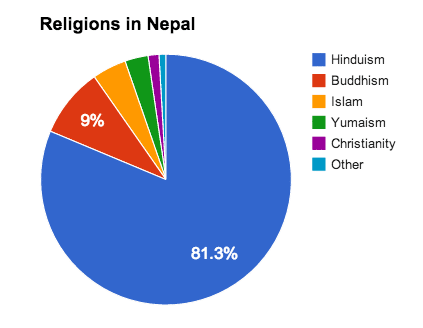 Religions in Nepal
Hinduism
Buddhism
Islam
Yumaism
Christianity
Other
9%
81.3%